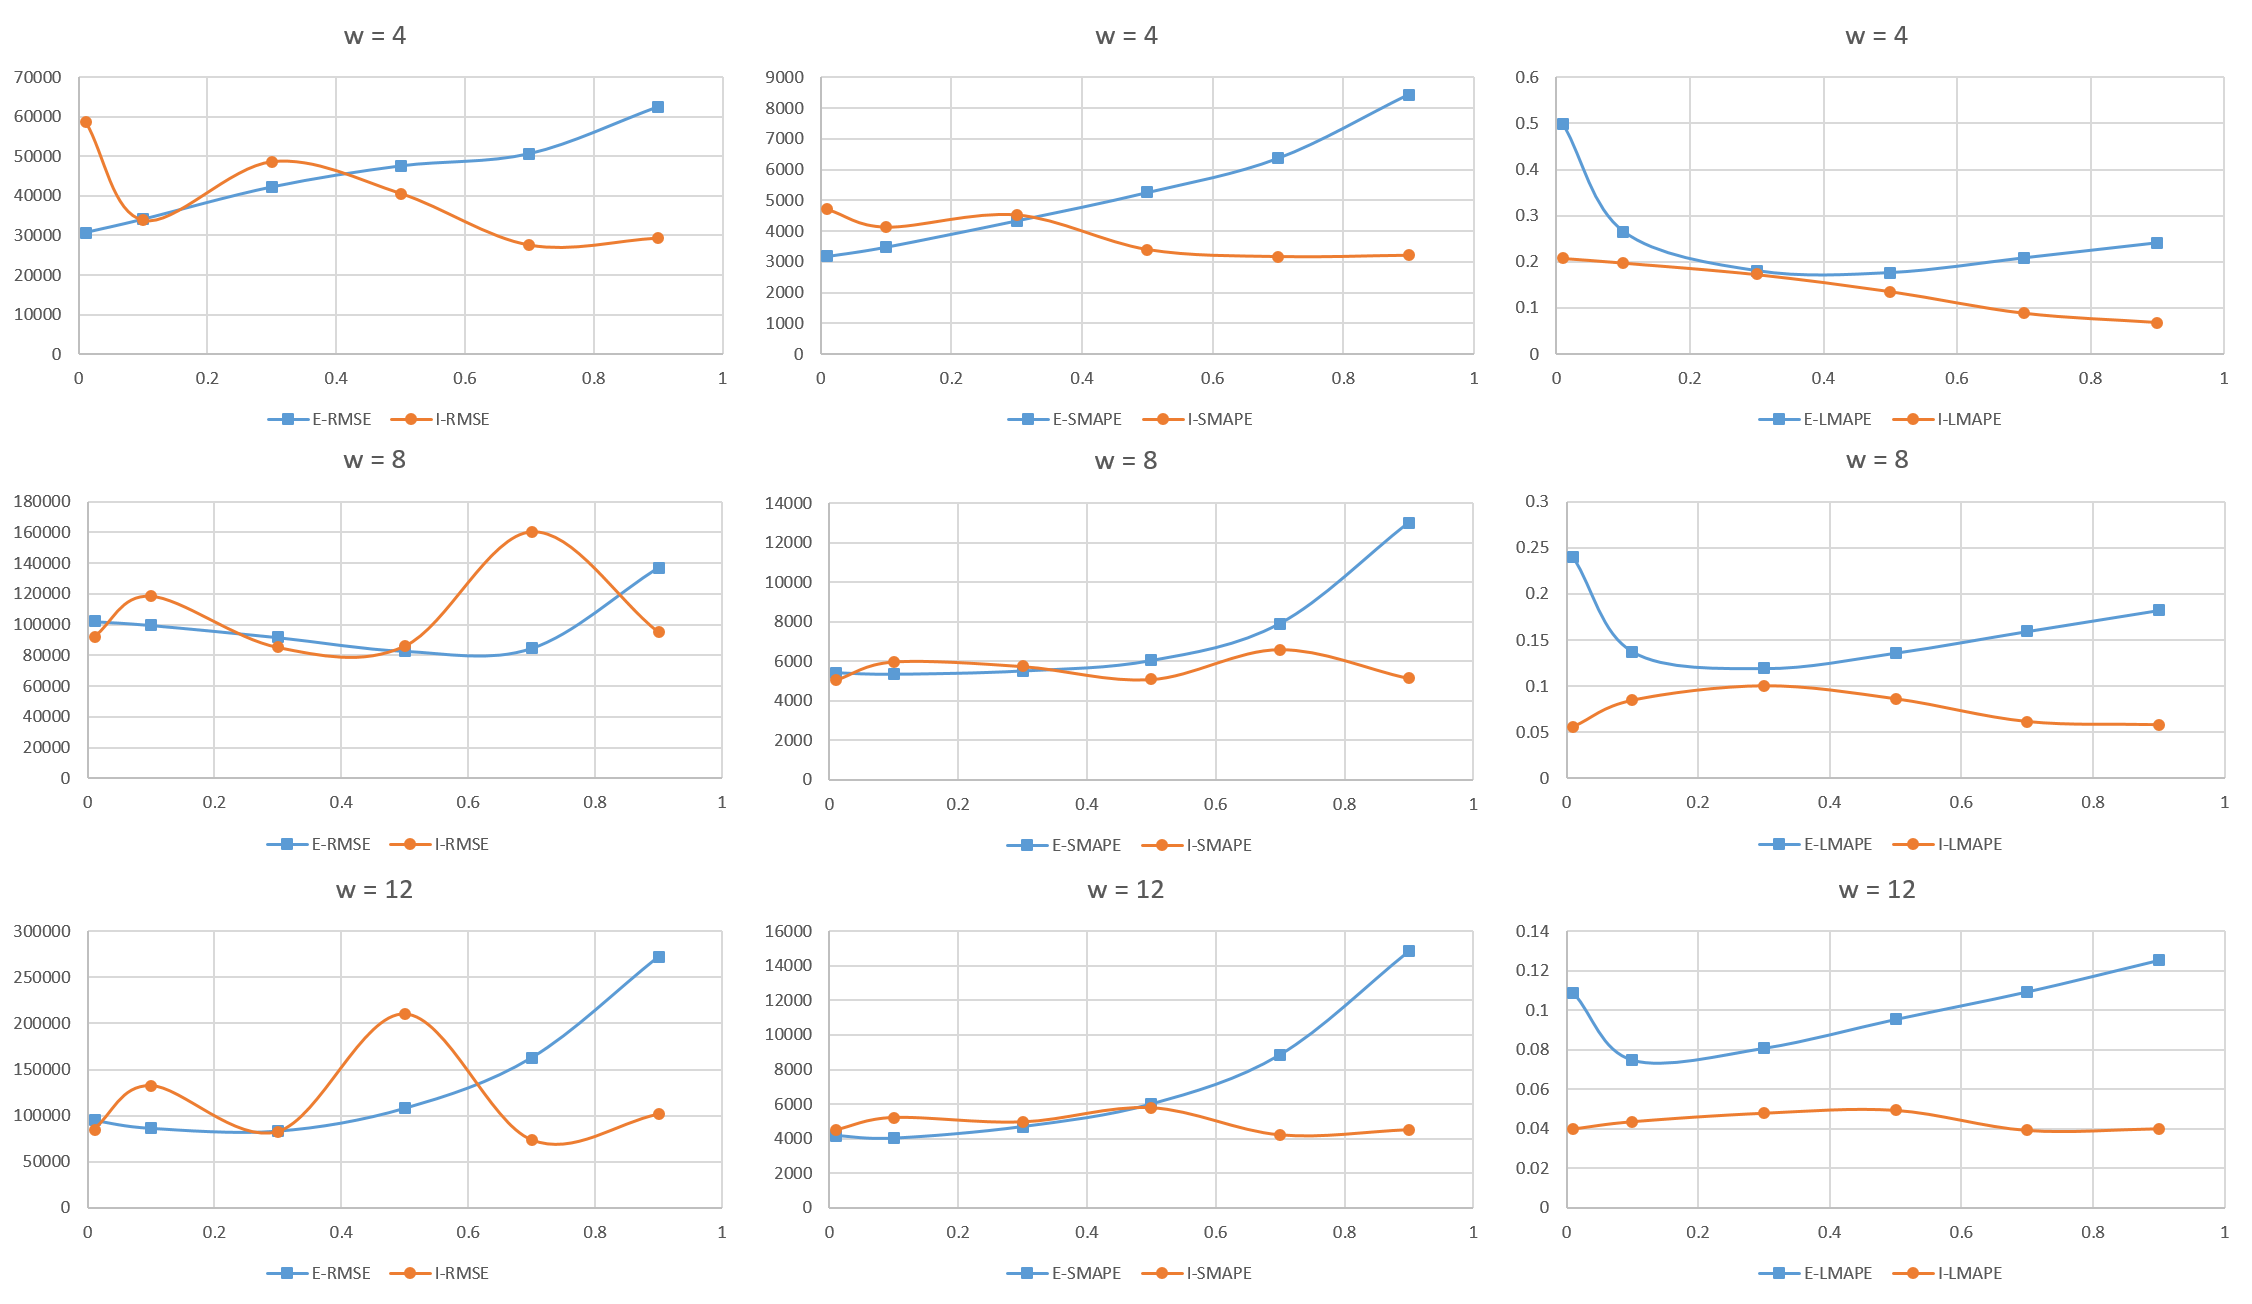 w = 4
70000
60000
50000
40000
30000
20000
10000
0
0 0.2 0.4 0.6 0.8 1
E-RMSE I-RMSE
w = 4
9000
8000
7000
6000
5000
4000
3000
2000
1000
0
0 0.2 0.4 0.6 0.8 1
E-SMAPE I-SMAPE
w = 4
0.6
0.5
0.4
0.3
0.2
0.1
0
0 0.2 0.4 0.6 0.8 1
E-LMAPE I-LMAPE
w = 8
180000
160000
140000
120000
100000
80000
60000
40000
20000
0
0 0.2 0.4 0.6 0.8 1
E-RMSE I-RMSE
w = 8
14000
12000
10000
8000
6000
4000
2000
0
0 0.2 0.4 0.6 0.8 1
E-SMAPE I-SMAPE
w = 8
0.3
0.25
0.2
0.15
0.1
0.05
0
0 0.2 0.4 0.6 0.8 1
E-LMAPE I-LMAPE
w = 12
300000
250000
200000
150000
100000
50000
0
0 0.2 0.4 0.6 0.8 1
E-RMSE I-RMSE
w = 12
16000
14000
12000
10000
8000
6000
4000
2000
0
0 0.2 0.4 0.6 0.8 1
E-SMAPE I-SMAPE
w = 12
0.14
0.12
0.1
0.08
0.06
0.04
0.02
0
0 0.2 0.4 0.6 0.8 1
E-LMAPE I-LMAPE